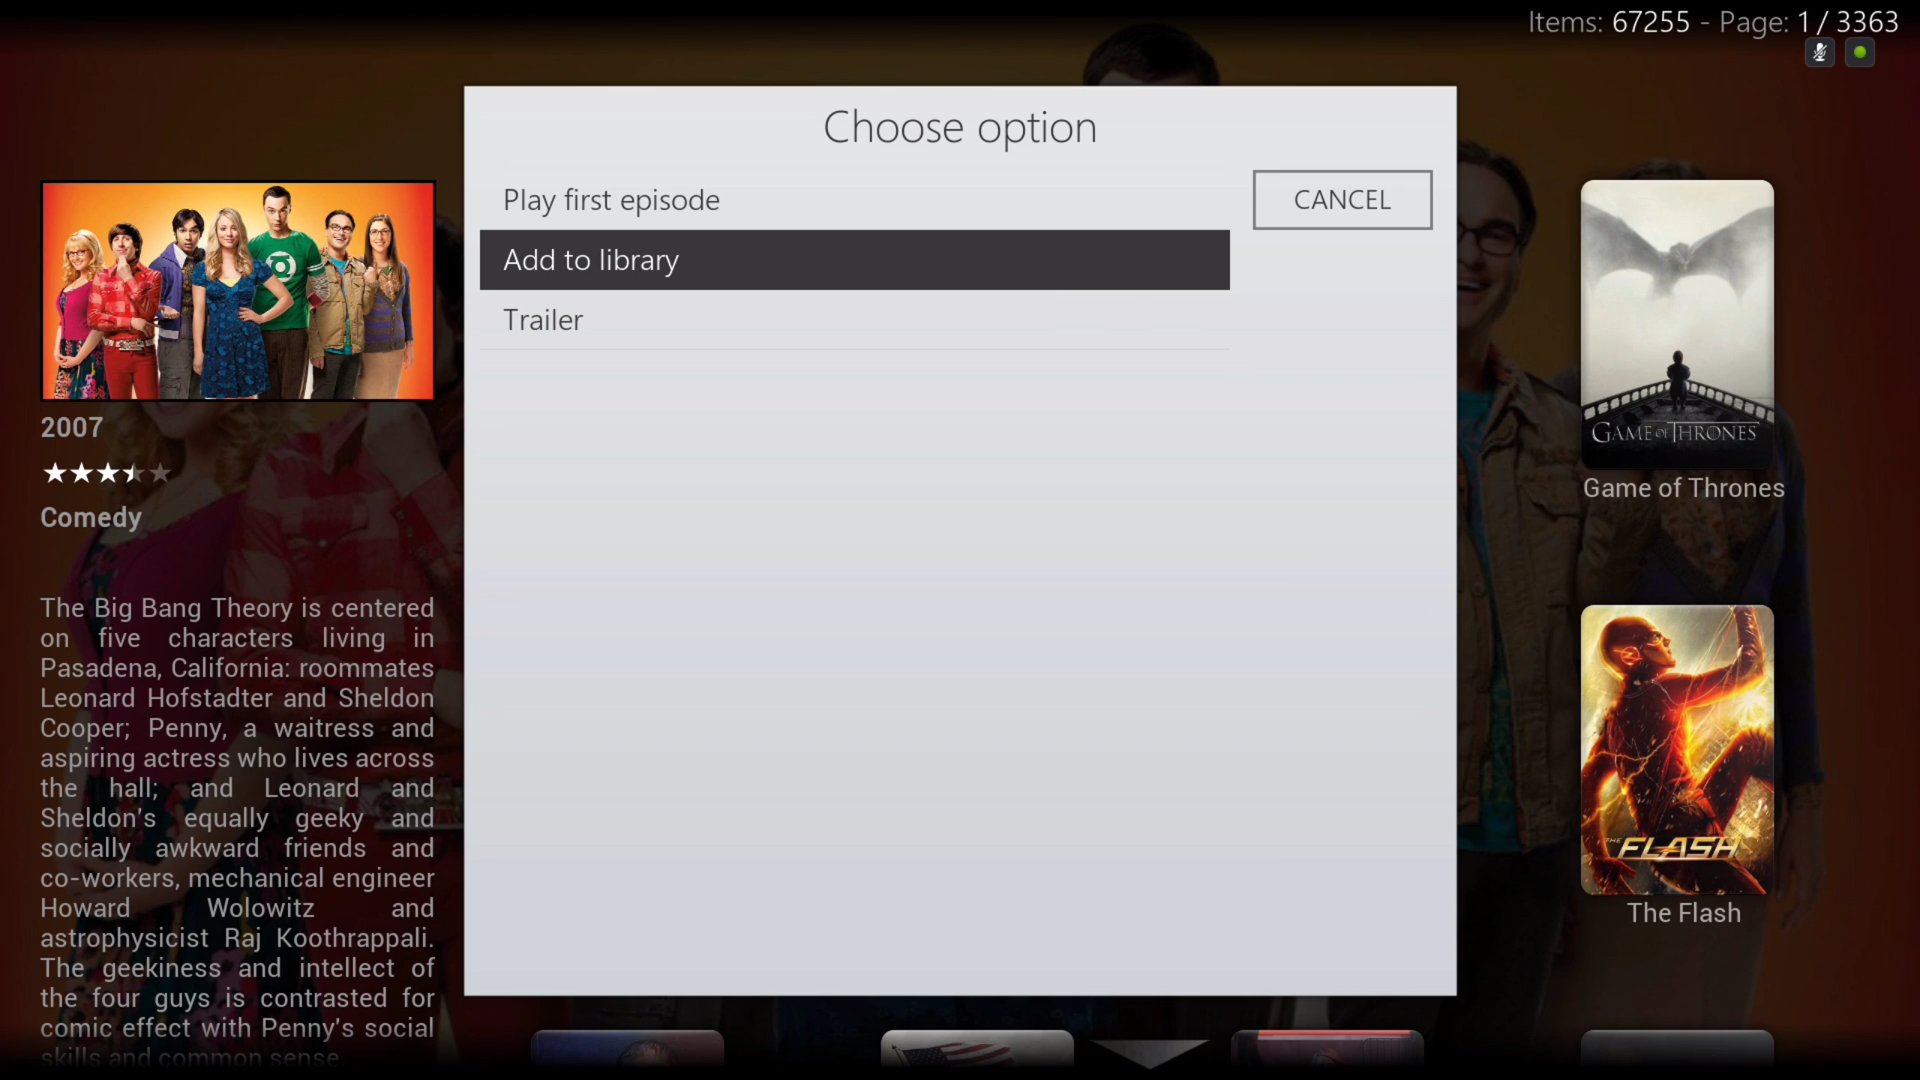 Items: 67255 - Page: 1 / 3363
Choose option
Play first episode
CANCEL
Add to library
Trailer
2007
Comedy
The Big Bang Theory is centered
on five characters living in
Pasadena, California: roommates
Leonard Hofstadter and Sheldon
Cooper; Penny, a waitress and
aspiring actress who lives across
the hall; and Leonard and
Sheldon's equally geeky and
socially awkward friends and
co-workers, mechanical engineer
Howard Wolowitz and
astrophysicist Raj Koothrappali.
The geekiness and intellect of
the four guys is contrasted for
comic effect with Penny's social
skills and common sense.
GAME OF THRONES
Game of Thrones
THE FLASH
The Flash